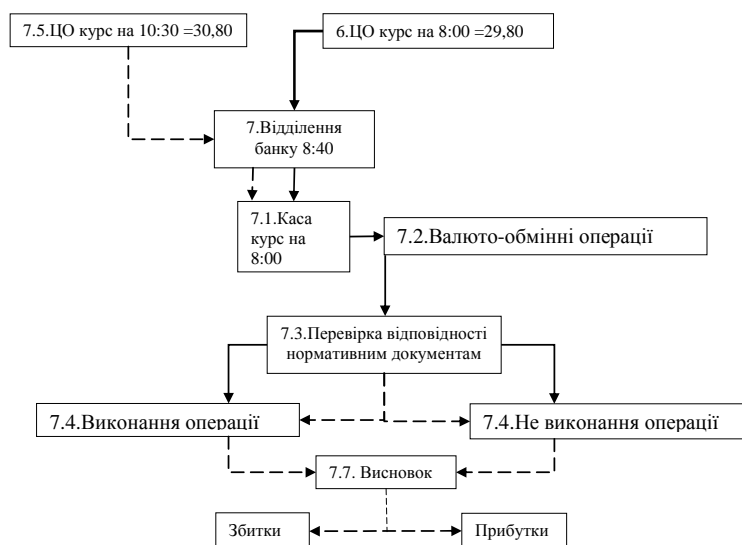 7.5.ЦО курс на 10:30 =30,80
6.ЦО курс на 8:00 =29,80
7.Відділення
банку 8:40
7.1.Каса
курс на
8:00
7.2.Валюто-обмінні операції
7.3.Перевірка відповідності
нормативним документам
7.4.Виконання операції
7.4.Не виконання операції
7.7. Висновок
Збитки
Прибутки